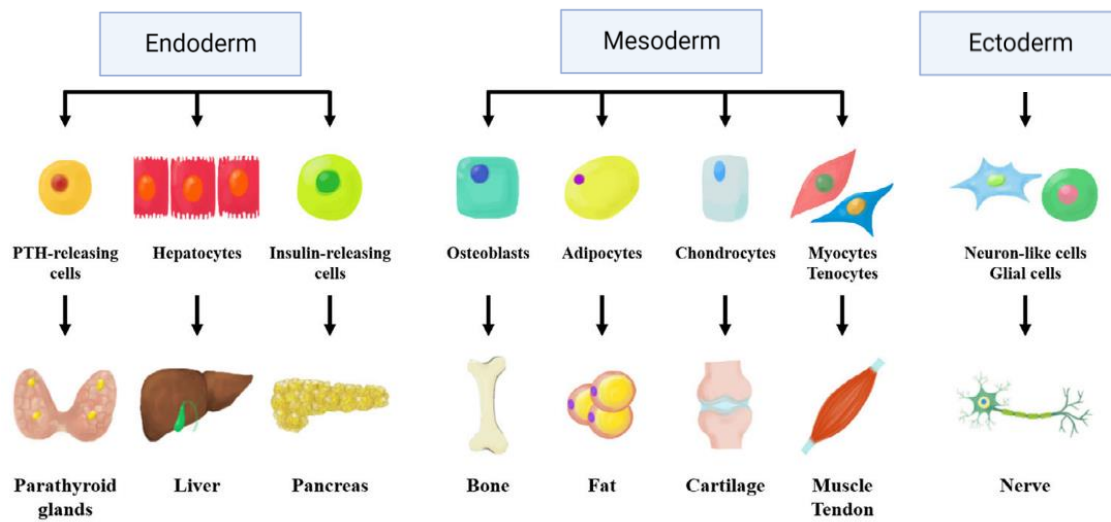 Endoderm
Mesoderm
Ectoderm
PTH-releasing
cells
Hepatocytes
Insulin-releasing
cells
Osteoblasts
Adipocytes
Chondrocytes
Myocytes
Tenocytes
Neuron-like cells
Glial cells
Parathyroid
glands
Liver
Pancreas
Bone
Fat
Cartilage
Muscle
Tendon
Nerve